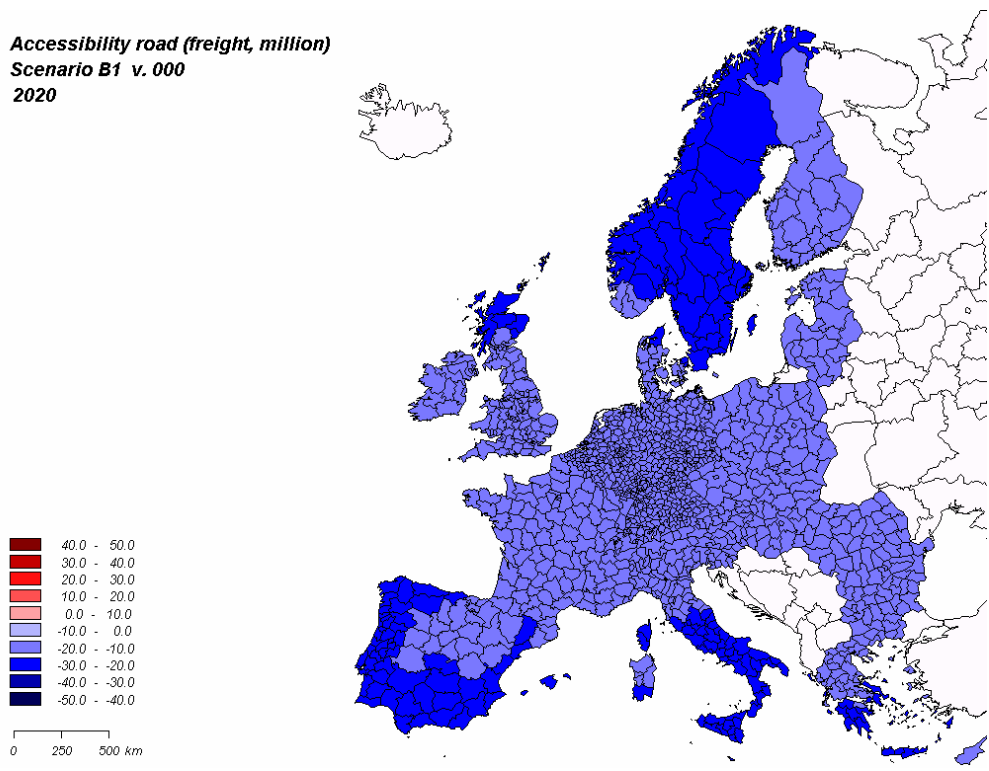 Accessibility road (freight, million)
Scenario B1 v. 000
2020
40.0 - 50.0
30.0 - 40.0
20.0 - 30.0
10.0 - 20.0
0.0 - 10.0
-10.0 - 0.0
-20.0 - -10.0
-30.0 - -20.0
-40.0 - -30.0
-50.0 - -40.0
0 250 500 km